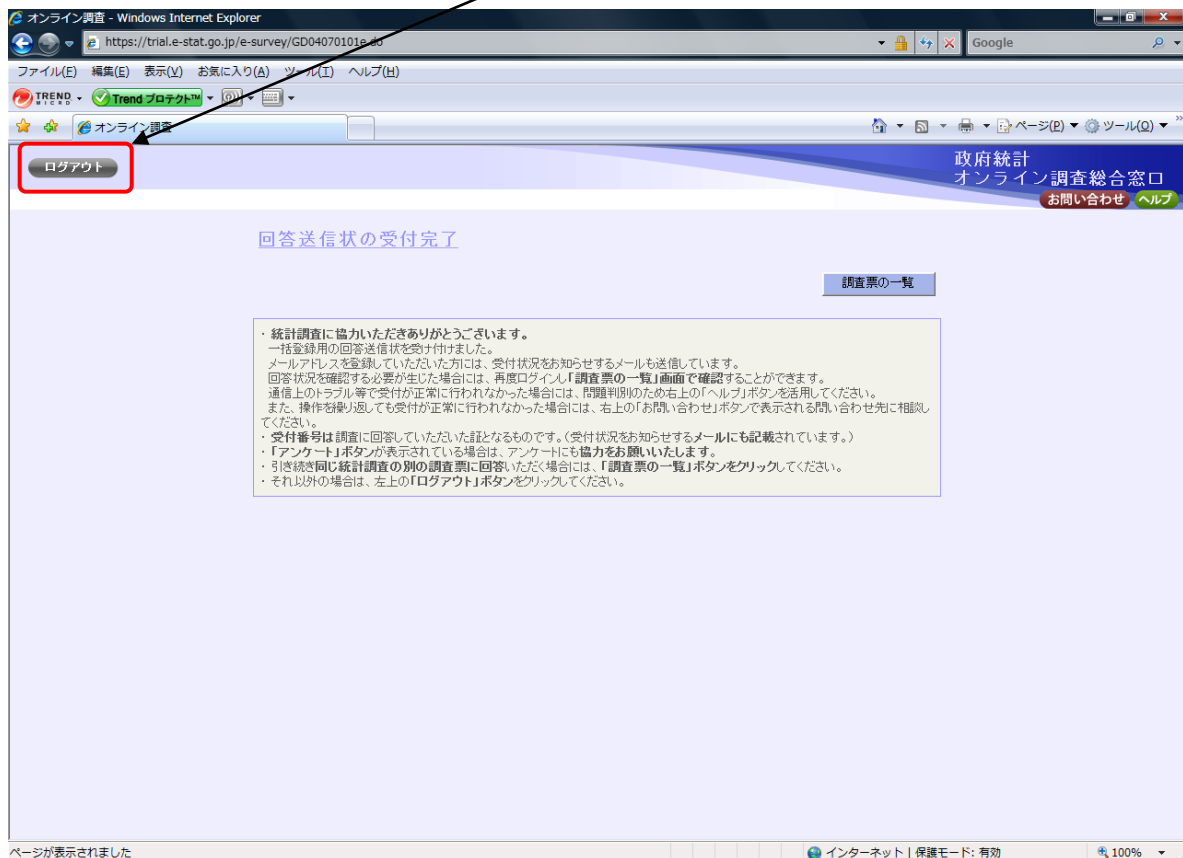 オンライン調査 - Windows Internet Explorer
https://trial.e-stat.go.jp/e-survey/GD04070101e.do
Google
ファイル(F) 編集(E) 表示(V) お気に入り(A) ツール(T) ヘルプ(H)
TREND MICRO Trend プロテクト™
オンライン調査
ページ(P) ツール(O)
ログアウト
政府統計
オンライン調査総合窓口
お問い合わせ ヘルプ
回答送信状の受付完了
調査票の一覧
・統計調査に協力いただきありがとうございます。
一括登録用の回答送信状を受け付けました。
メールアドレスを登録していただいた方には、受付状況をお知らせするメールも送信しています。
回答状況を確認する必要が生じた場合には、再度ログインし「調査票の一覧」画面で確認することができます。
通信上のトラブル等で受付が正常に行われなかった場合には、問題判別のため右上の「ヘルプ」ボタンを活用してください。
また、操作を繰り返しても受付が正常に行われなかった場合には、右上の「お問い合わせ」ボタンで表示される問い合わせ先に相談し
てください。
・受付番号は調査に回答していただいた証となるものです。（受付状況をお知らせするメールにも記載されています。）
・「アンケート」ボタンが表示されている場合は、アンケートにも協力をお願いいたします。
・引き続き同じ統計調査の別の調査票に回答いただく場合には、「調査票の一覧」ボタンをクリックしてください。
・それ以外の場合は、左上の「ログアウト」ボタンをクリックしてください。
ページが表示されました
インターネット | 保護モード: 有効
100%